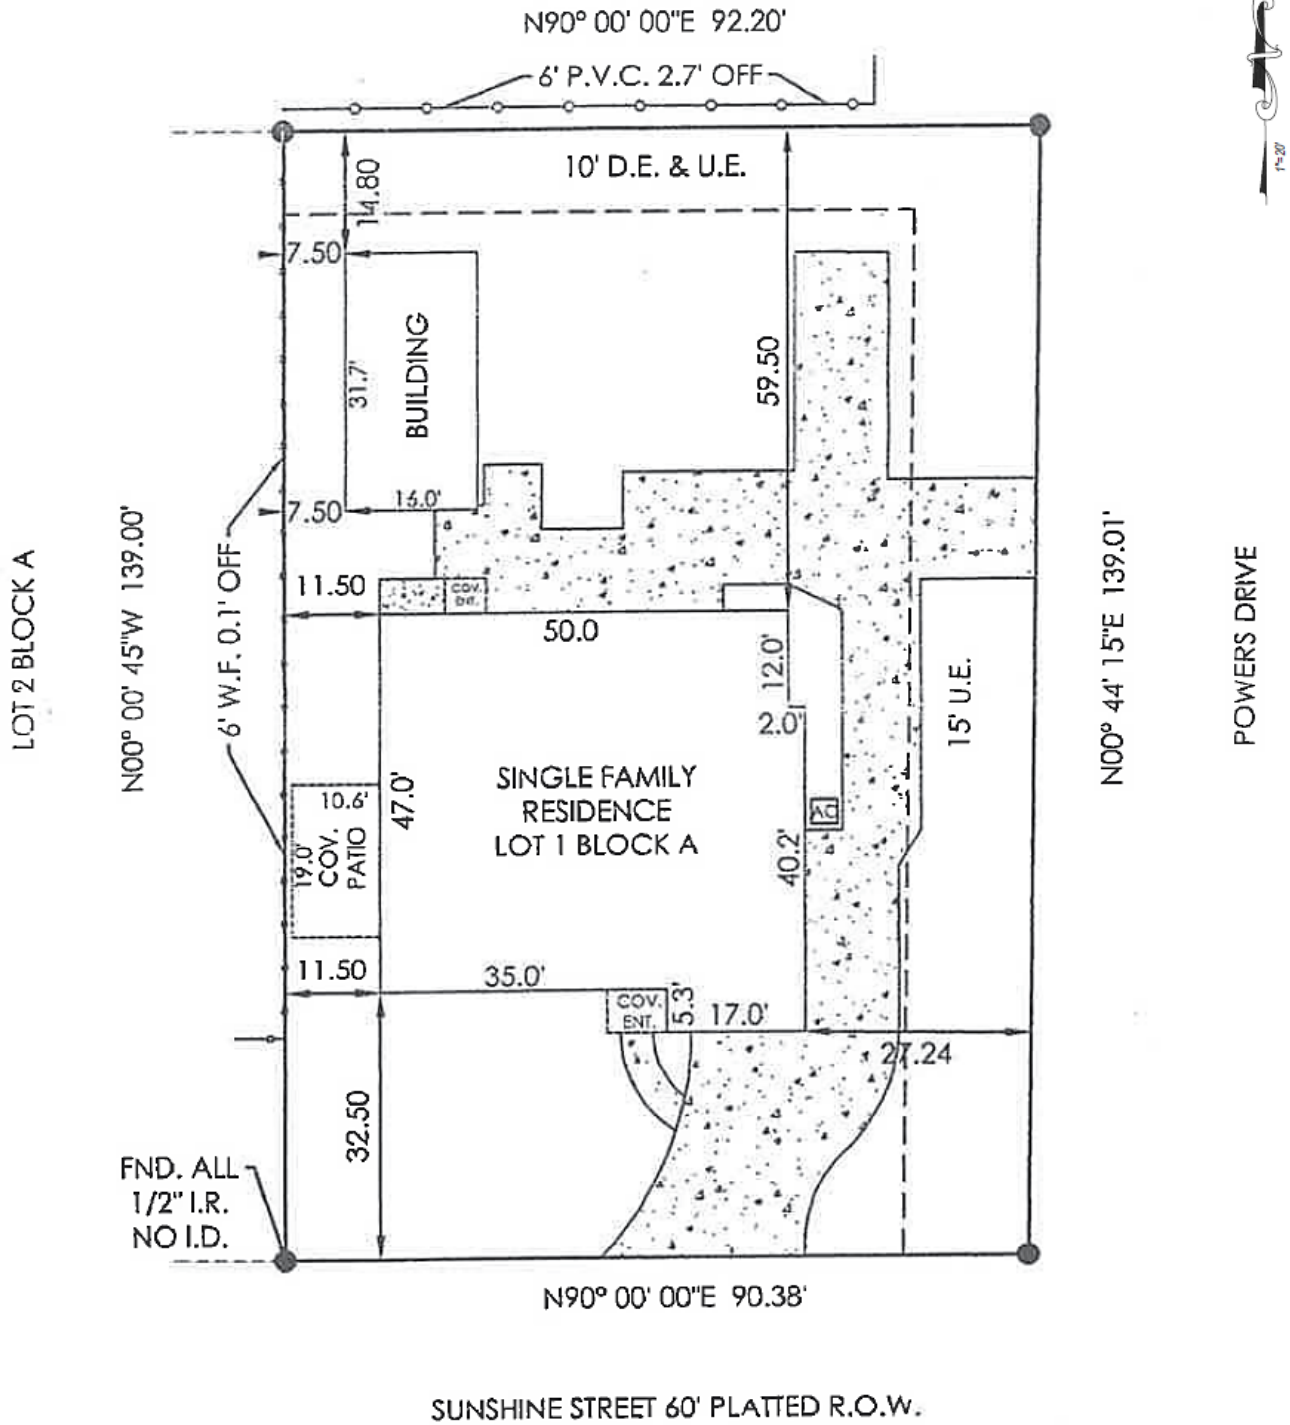 N90° 00' 00"E 92.20'
6' P.V.C. 2.7' OFF
1"=20'
10' D.E. & U.E.
14.80
7.50
BUILDING
31.7'
59.50
16.0'
7.50
LOT 2 BLOCK A
N00° 00' 45"W 139.00'
6' W.F. 0.1' OFF
11.50
COV.
ENT.
50.0
12.0'
2.0'
15' U.E.
N00° 44' 15"E 139.01'
POWERS DRIVE
SINGLE FAMILY
RESIDENCE
LOT 1 BLOCK A
47.0'
10.6'
19.0'
COV.
PATIO
AC
40.2'
11.50
35.0'
COV.
ENT.
5.3'
17.0'
27.24
32.50
FND. ALL
1/2" I.R.
NO I.D.
N90° 00' 00"E 90.38'
SUNSHINE STREET 60' PLATTED R.O.W.